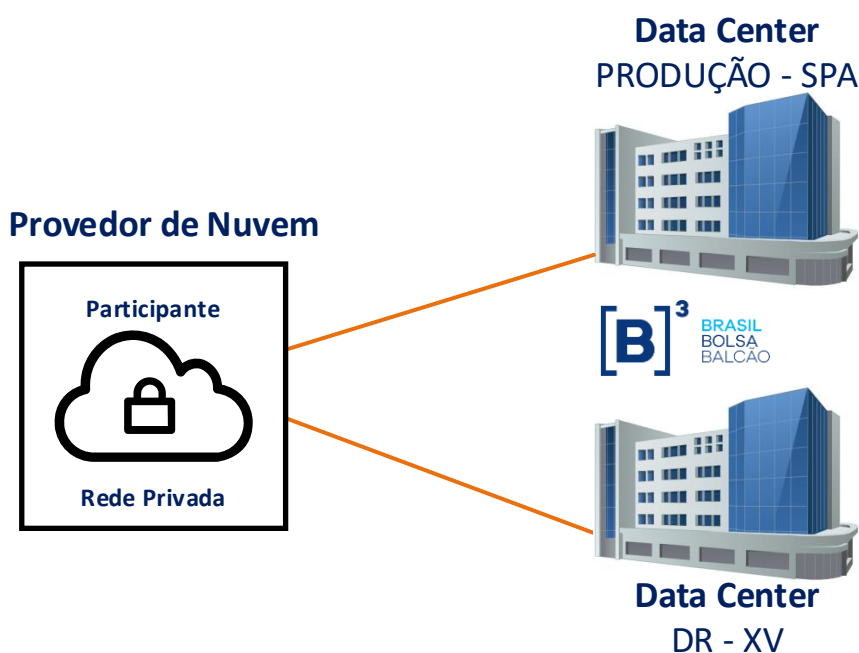 Data Center
PRODUÇÃO - SPA
Provedor de Nuvem
Participante
Rede Privada
[B]³
BRASIL
BOLSA
BALCÃO
Data Center
DR - XV